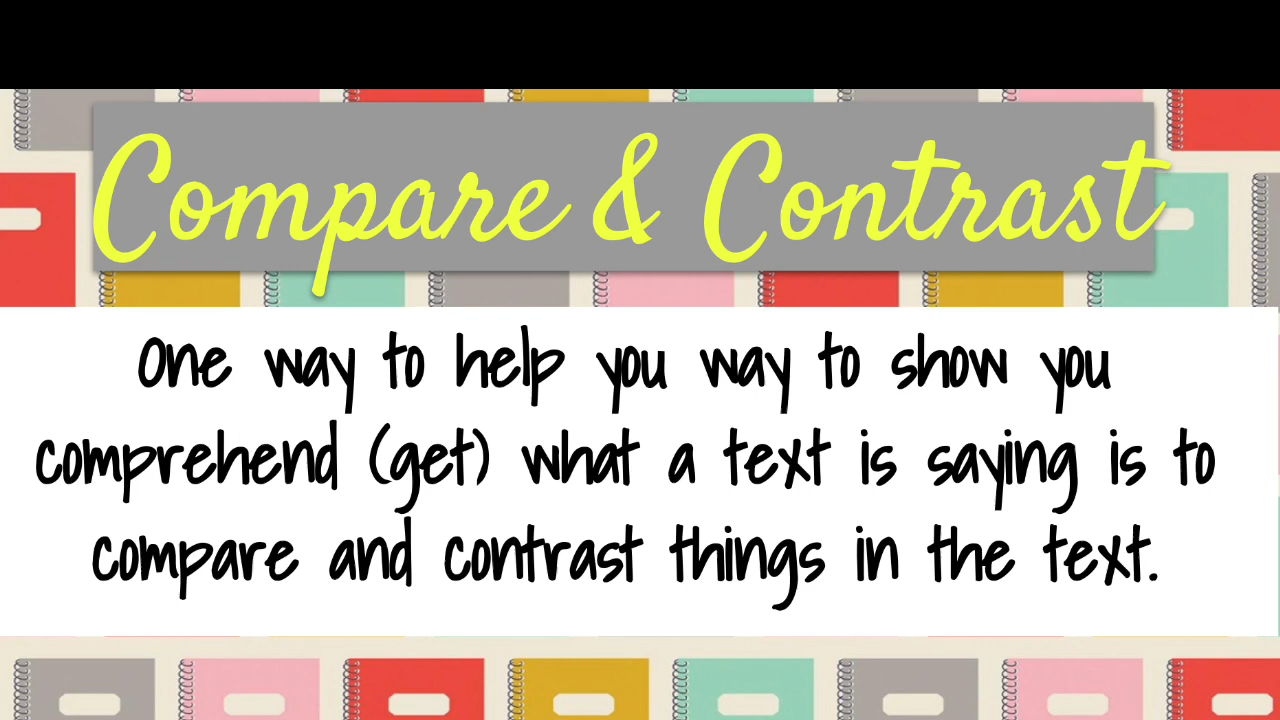 Compare & Contrast
One way to help you way to show you
comprehend (get) what a text is saying is to
compare and contrast things in the text.